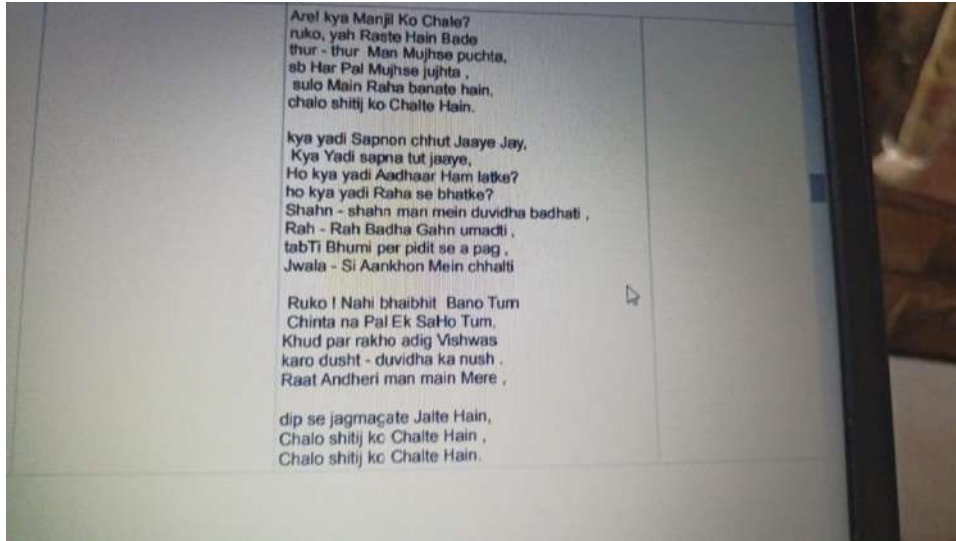 Are! kya Manjil Ko Chale?
ruko, yah Raste Hain Bade
thur - thur Man Mujhse puchta,
sb Har Pal Mujhse jujhta ,
sulo Main Raha banate hain,
chalo shitij ko Chalte Hain.
kya yadi Sapnon chhut Jaaye Jay,
Kya Yadi sapna tut jaaye,
Ho kya yadi Aadhaar Ham latke?
ho kya yadi Raha se bhatke?
Shahn - shahn man mein duvidha badhati ,
Rah - Rah Badha Gahn umadti ,
tabTi Bhumi per pidit se a pag ,
Jwala - Si Aankhon Mein chhalti
Ruko ! Nahi bhaibhit Bano Tum
Chinta na Pal Ek SaHo Tum,
Khud par rakho adig Vishwas
karo dusht - duvidha ka nush .
Raat Andheri man main Mere ,
dip se jagmagate Jalte Hain,
Chalo shitij ko Chalte Hain ,
Chalo shitij ko Chalte Hain.